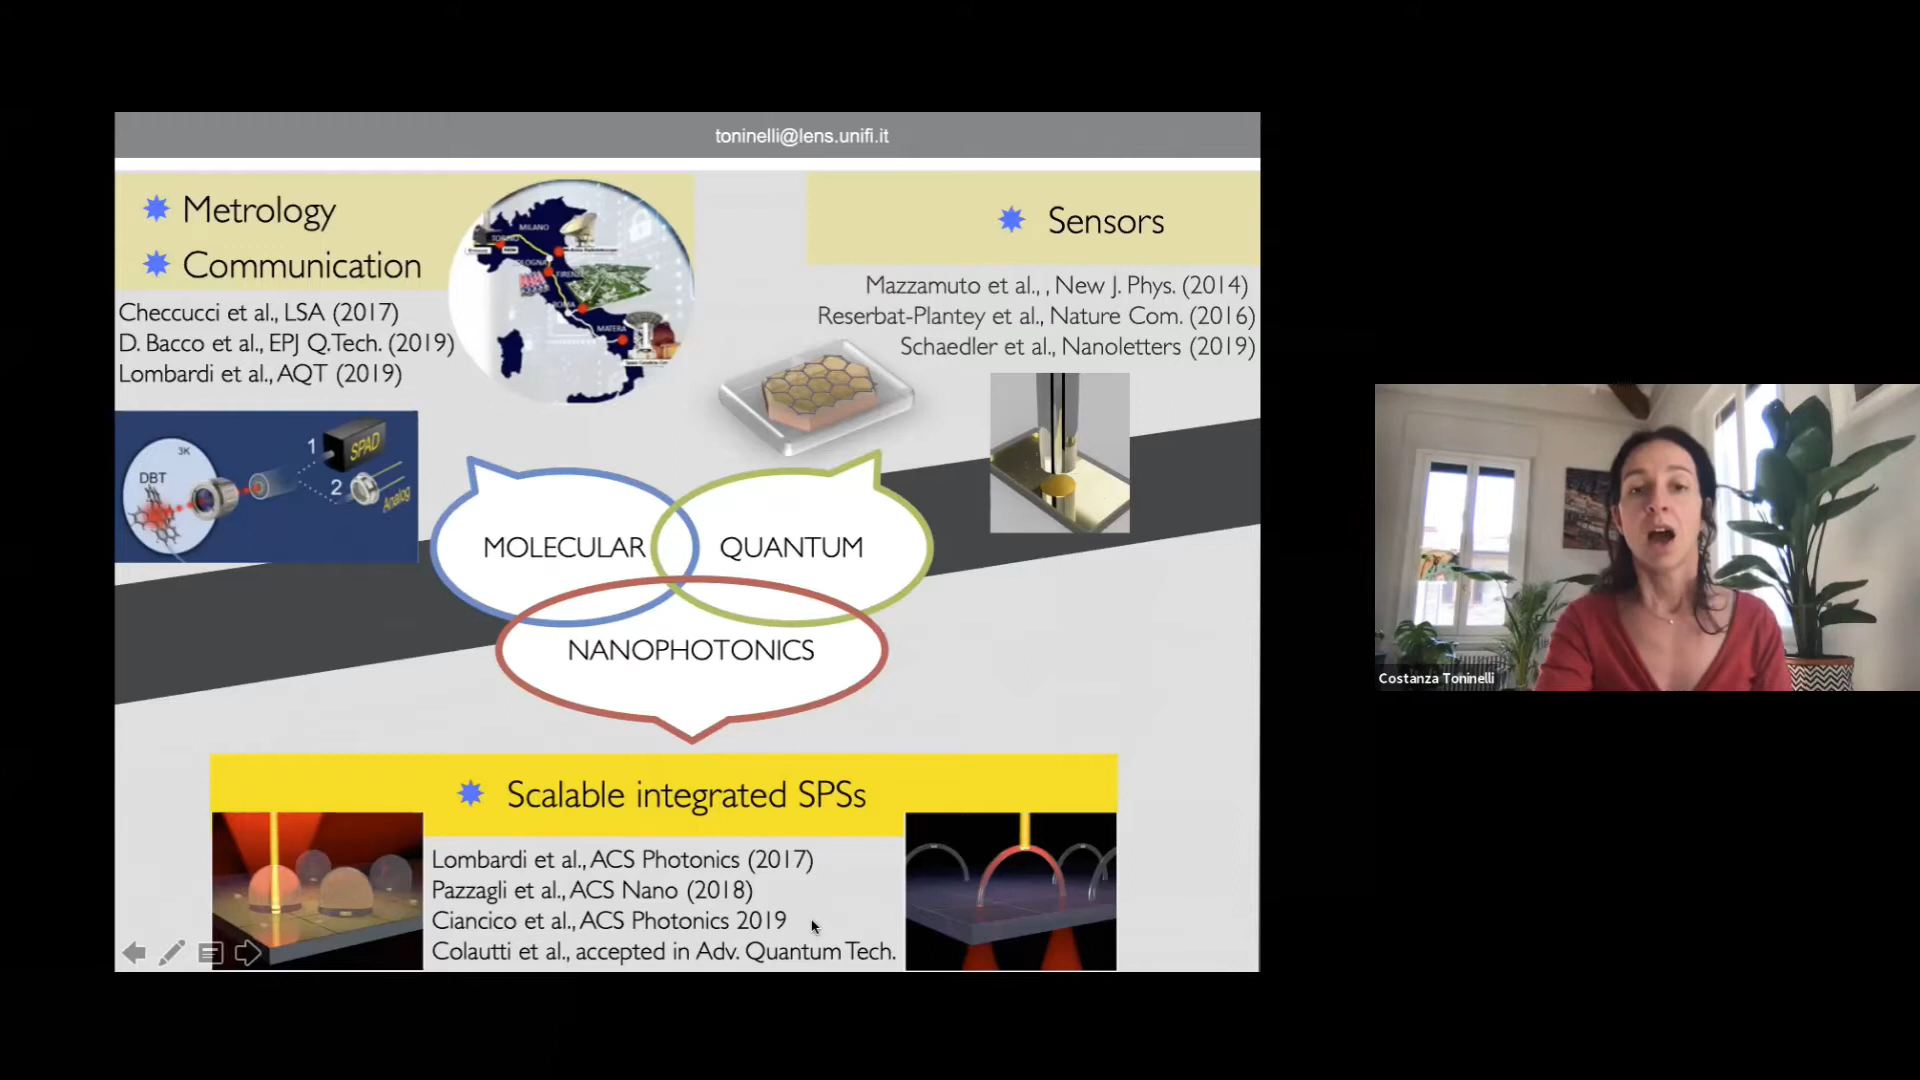 toninelli@lens.unifi.it
Metrology
Communication
Checcucci et al., LSA (2017)
D. Bacco et al., EPJ Q.Tech. (2019)
Lombardi et al., AQT (2019)
MILANO
FIRENZE
ROMA
MATERA
Sensors
Mazzamuto et al., , New J. Phys. (2014)
Reserbat-Plantey et al., Nature Com. (2016)
Schaedler et al., Nanoletters (2019)
3K
DBT
1
SPAD
2
Analog
MOLECULAR
QUANTUM
NANOPHOTONICS
Scalable integrated SPSs
Lombardi et al., ACS Photonics (2017)
Pazzagli et al., ACS Nano (2018)
Ciancico et al., ACS Photonics 2019
Colautti et al., accepted in Adv. Quantum Tech.
Costanza Toninelli